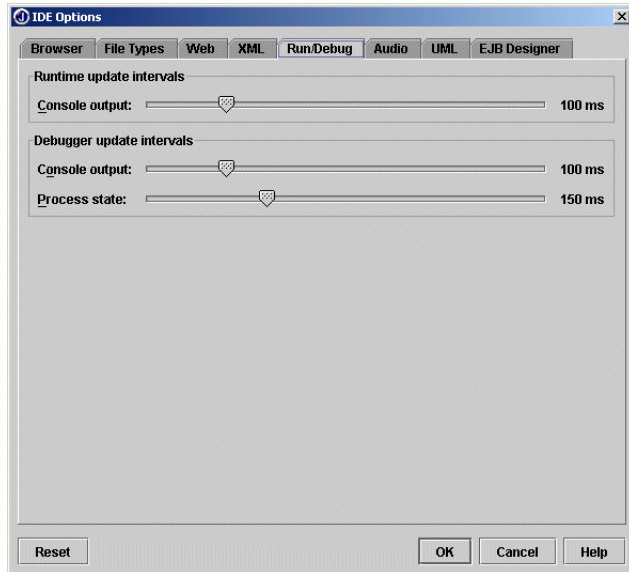 IDE Options
Browser File Types Web XML Run/Debug Audio UML EJB Designer
Runtime update intervals
Console output: 100 ms
Debugger update intervals
Console output: 100 ms
Process state: 150 ms
Reset OK Cancel Help